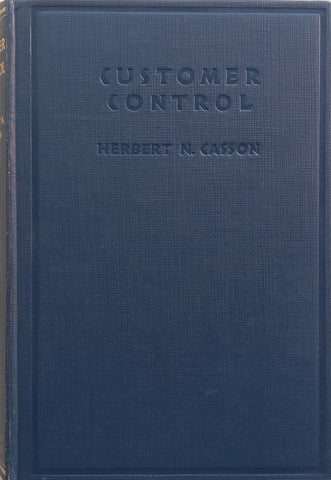 CUSTOMER
CONTROL
HERBERT N. CASSON